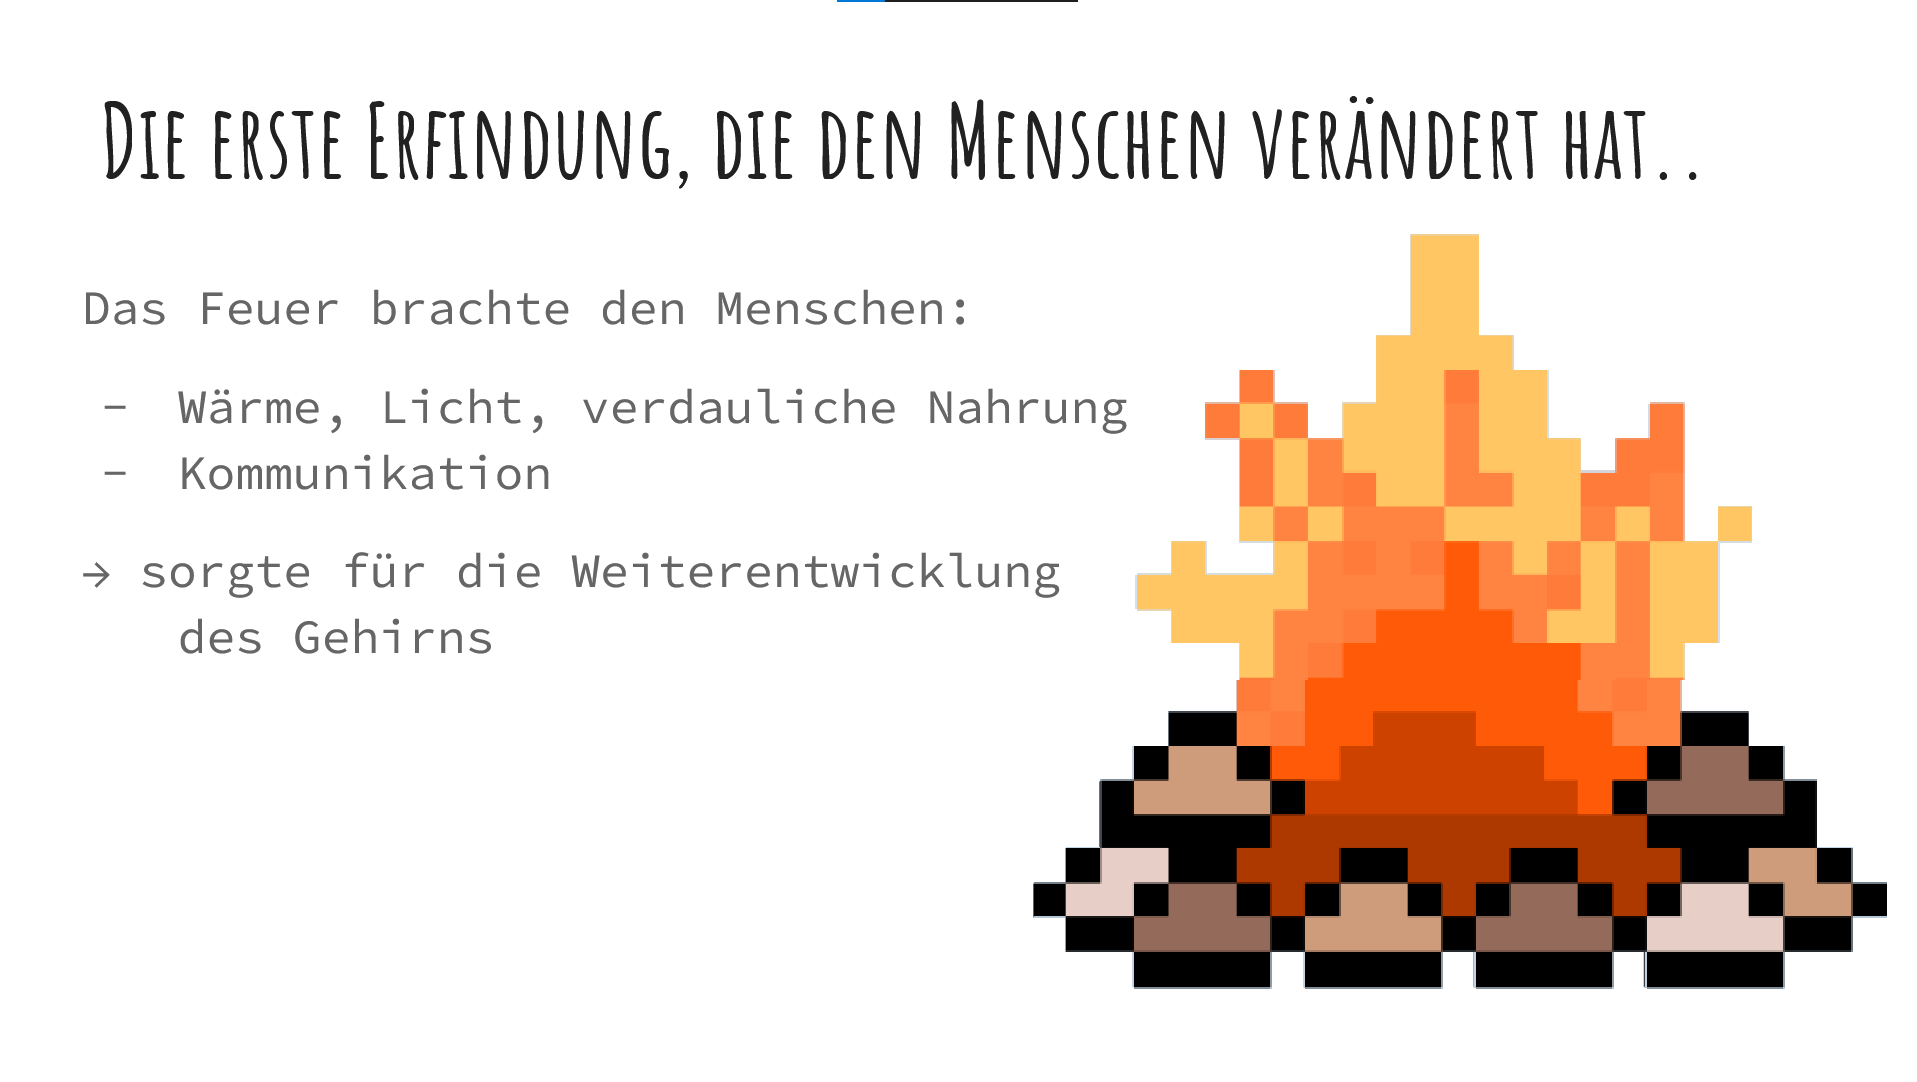 Die erste Erfindung, die den Menschen verändert hat..
Das Feuer brachte den Menschen:
- Wärme, Licht, verdauliche Nahrung
- Kommunikation
→ sorgte für die Weiterentwicklung
des Gehirns